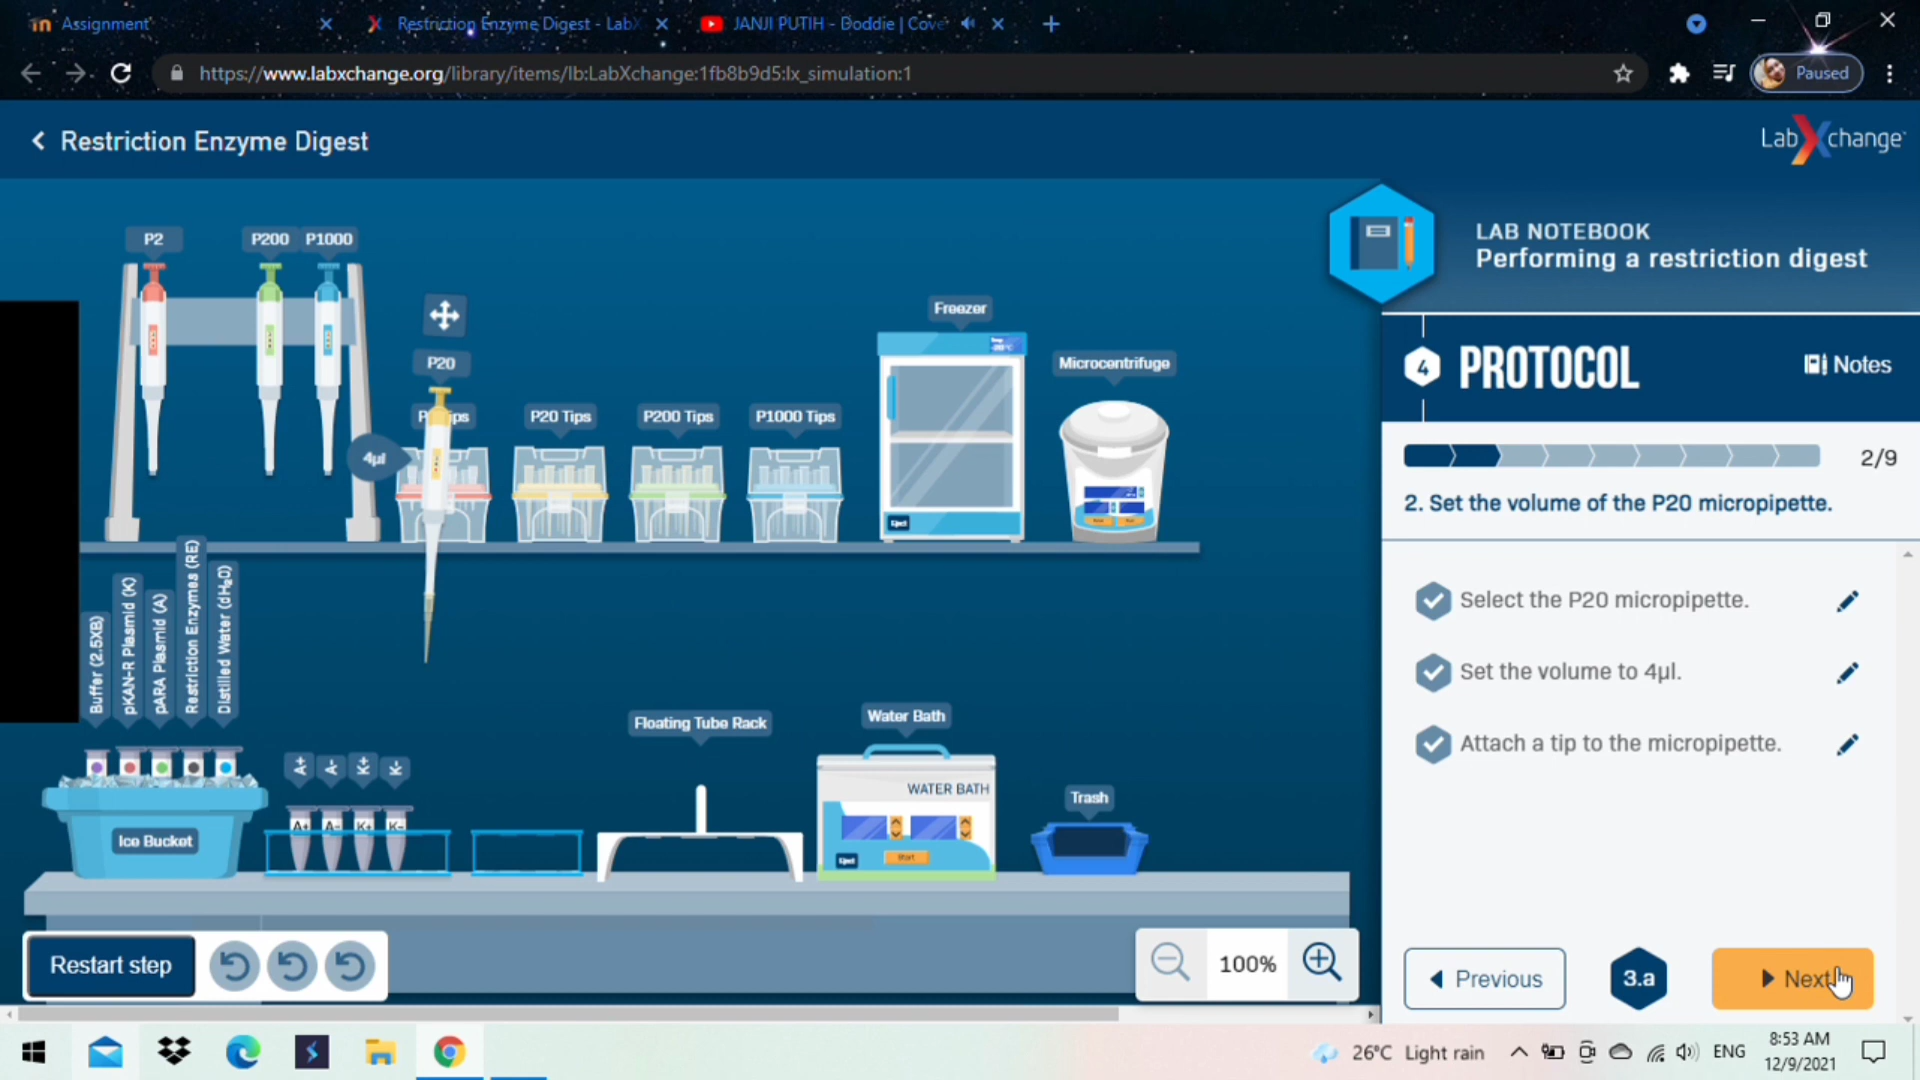 Assignment
Restriction Enzyme Digest - LabX
JANJI PUTIH - Doddie | Cove
https://www.labxchange.org/library/items/lb:LabXchange:1fb8b9d5:lx_simulation:1
Paused
Restriction Enzyme Digest
LabXchange
P2
P200
P1000
LAB NOTEBOOK
Performing a restriction digest
Freezer
P20
Microcentrifuge
4
PROTOCOL
Notes
P20 Tips
P200 Tips
P1000 Tips
4µl
2/9
2. Set the volume of the P20 micropipette.
Eject
Buffer (2.5XB)
pKAN-R Plasmid (K)
pARA Plasmid (A)
Restriction Enzymes (RE)
Distilled Water (dH₂O)
Select the P20 micropipette.
Set the volume to 4µl.
Attach a tip to the micropipette.
Floating Tube Rack
Water Bath
A+
A-
K+
K-
WATER BATH
Trash
A+
A-
K+
K-
Ice Bucket
Eject
Start
Restart step
100%
Previous
3.a
Next
26°C Light rain
ENG
8:53 AM
12/9/2021